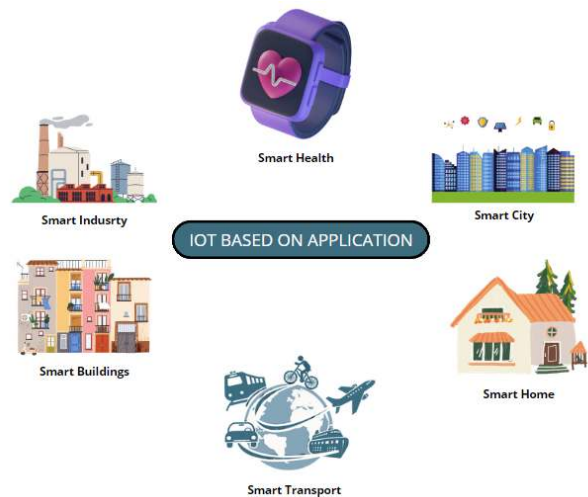 Smart Health
Smart Indusrty
Smart City
IOT BASED ON APPLICATION
Smart Buildings
Smart Home
Smart Transport